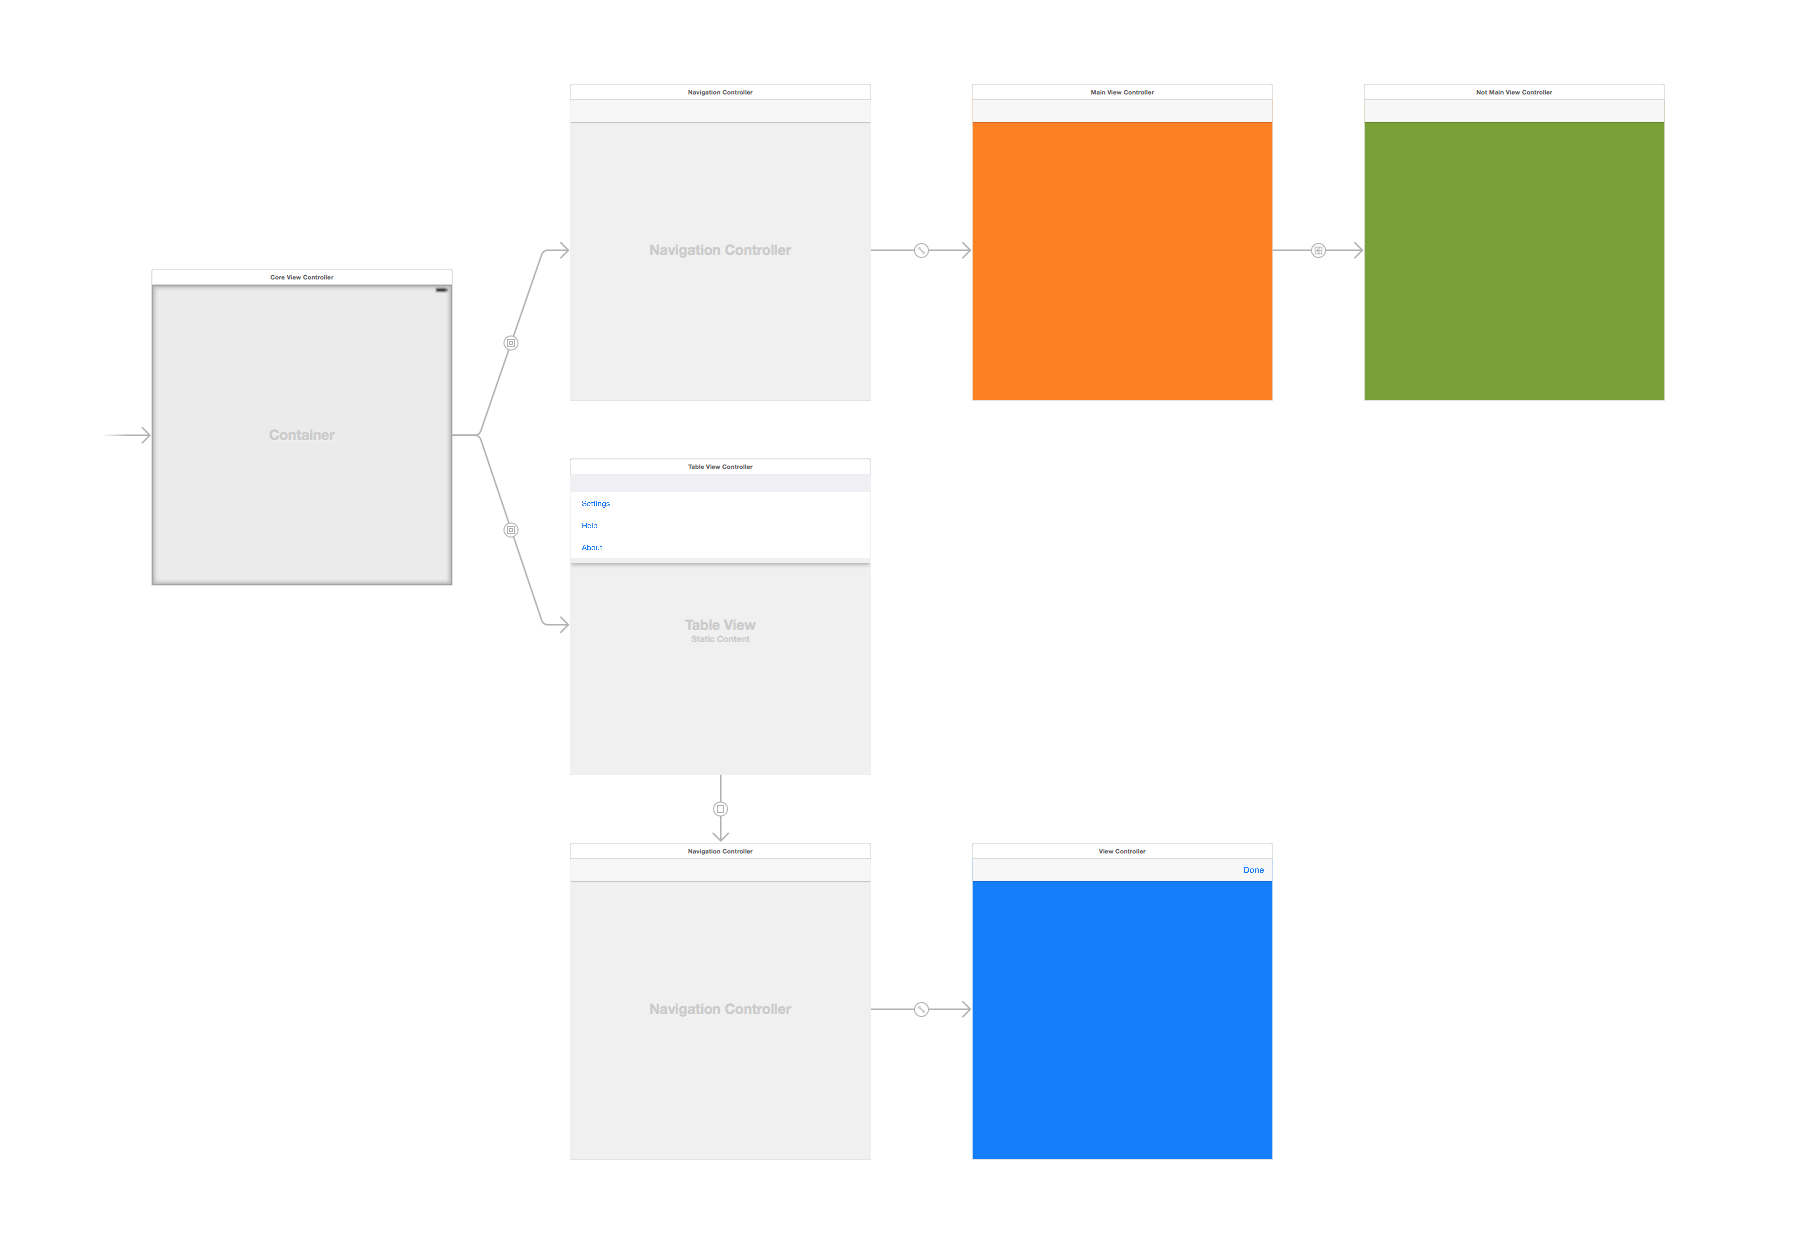 Navigation Controller
Main View Controller
Not Main View Controller
Navigation Controller
Core View Controller
Container
Table View Controller
Settings
Help
About
Table View
Static Content
Navigation Controller
View Controller
Done
Navigation Controller